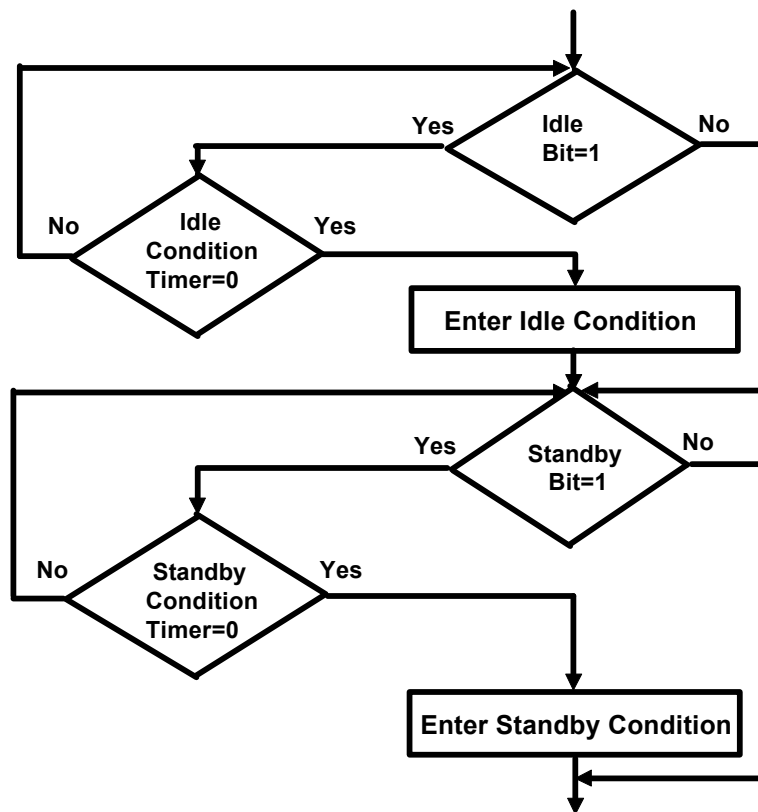 Idle
Bit=1
Yes
No
Idle
Condition
Timer=0
No
Yes
Enter Idle Condition
Standby
Bit=1
Yes
No
Standby
Condition
Timer=0
No
Yes
Enter Standby Condition